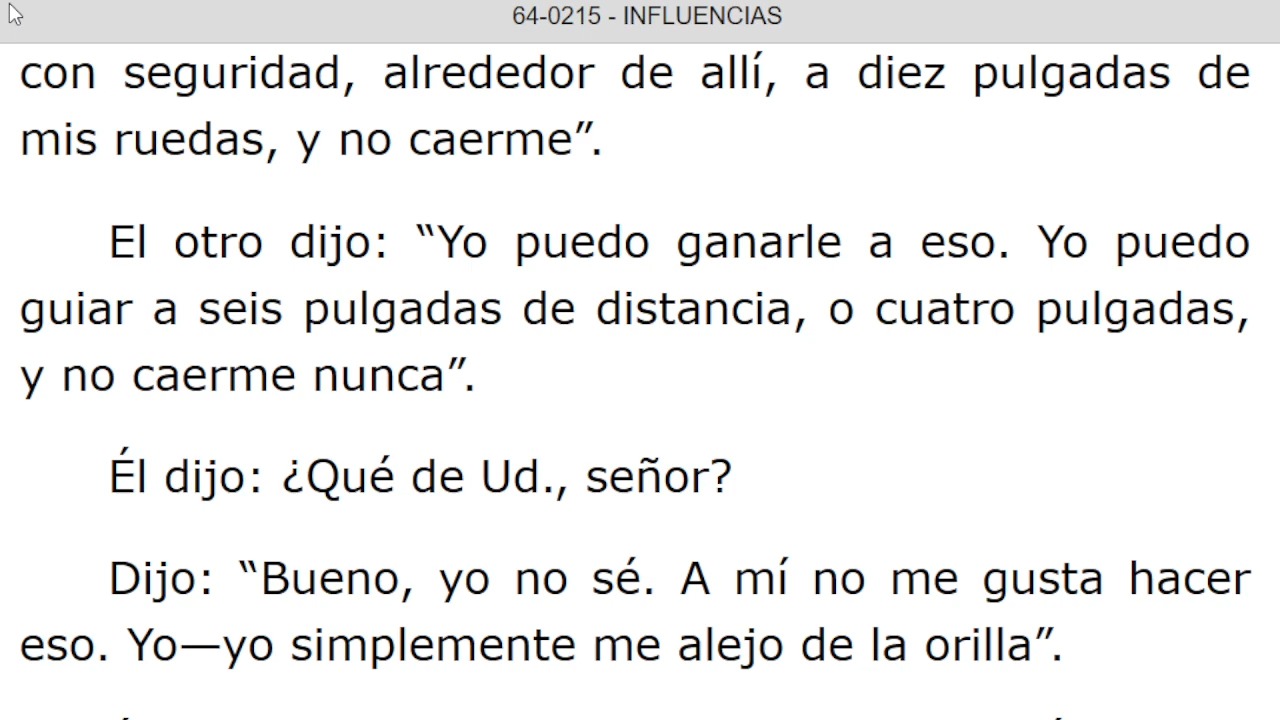 64-0215 - INFLUENCIAS
con seguridad, alrededor de allí, a diez pulgadas de
mis ruedas, y no caerme”.
El otro dijo: “Yo puedo ganarle a eso. Yo puedo
guiar a seis pulgadas de distancia, o cuatro pulgadas,
y no caerme nunca”.
Él dijo: ¿Qué de Ud., señor?
Dijo: “Bueno, yo no sé. A mí no me gusta hacer
eso. Yo—yo simplemente me alejo de la orilla”.